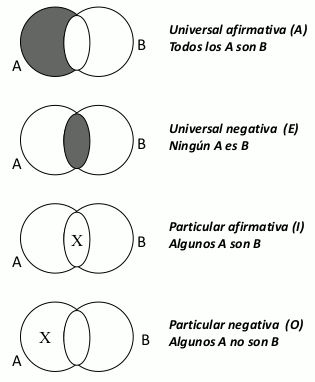 Universal afirmativa (A)
Todos los A son B
A
B
Universal negativa (E)
Ningún A es B
A
B
Particular afirmativa (I)
Algunos A son B
X
A
B
Particular negativa (O)
Algunos A no son B
X
A
B